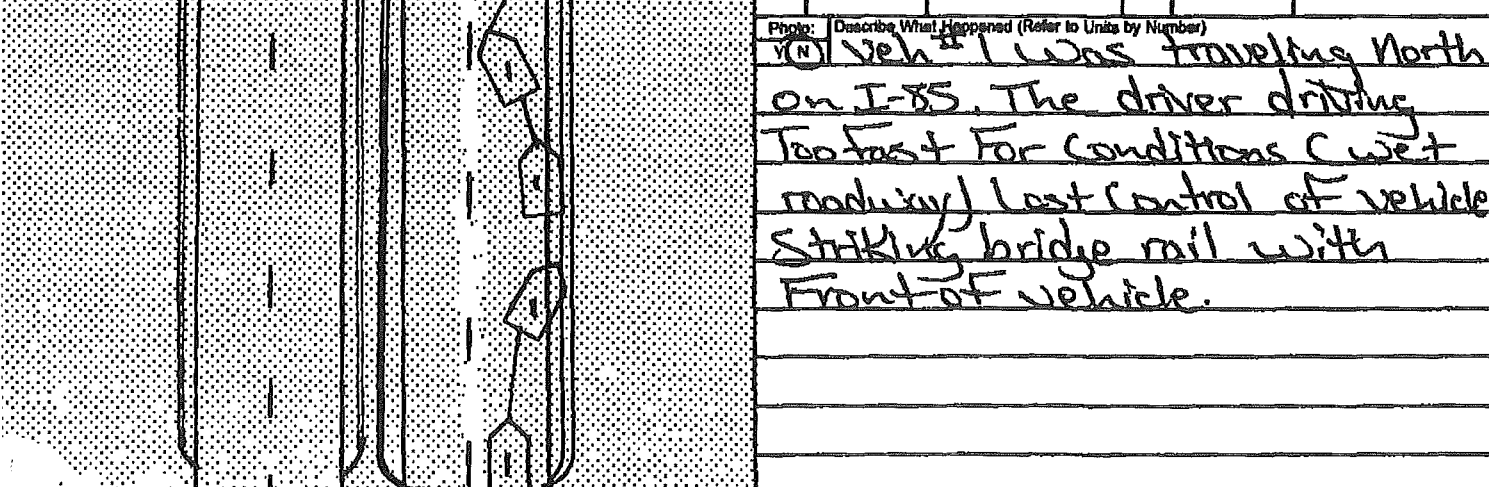 Photo: Describe What Happened (Refer to Units by Number)
Y N Veh #1 was traveling North
on I-85. The driver driving
Too fast For Conditions (wet
roadway) lost Control of vehicle
Striking bridge rail with
Front of vehicle.